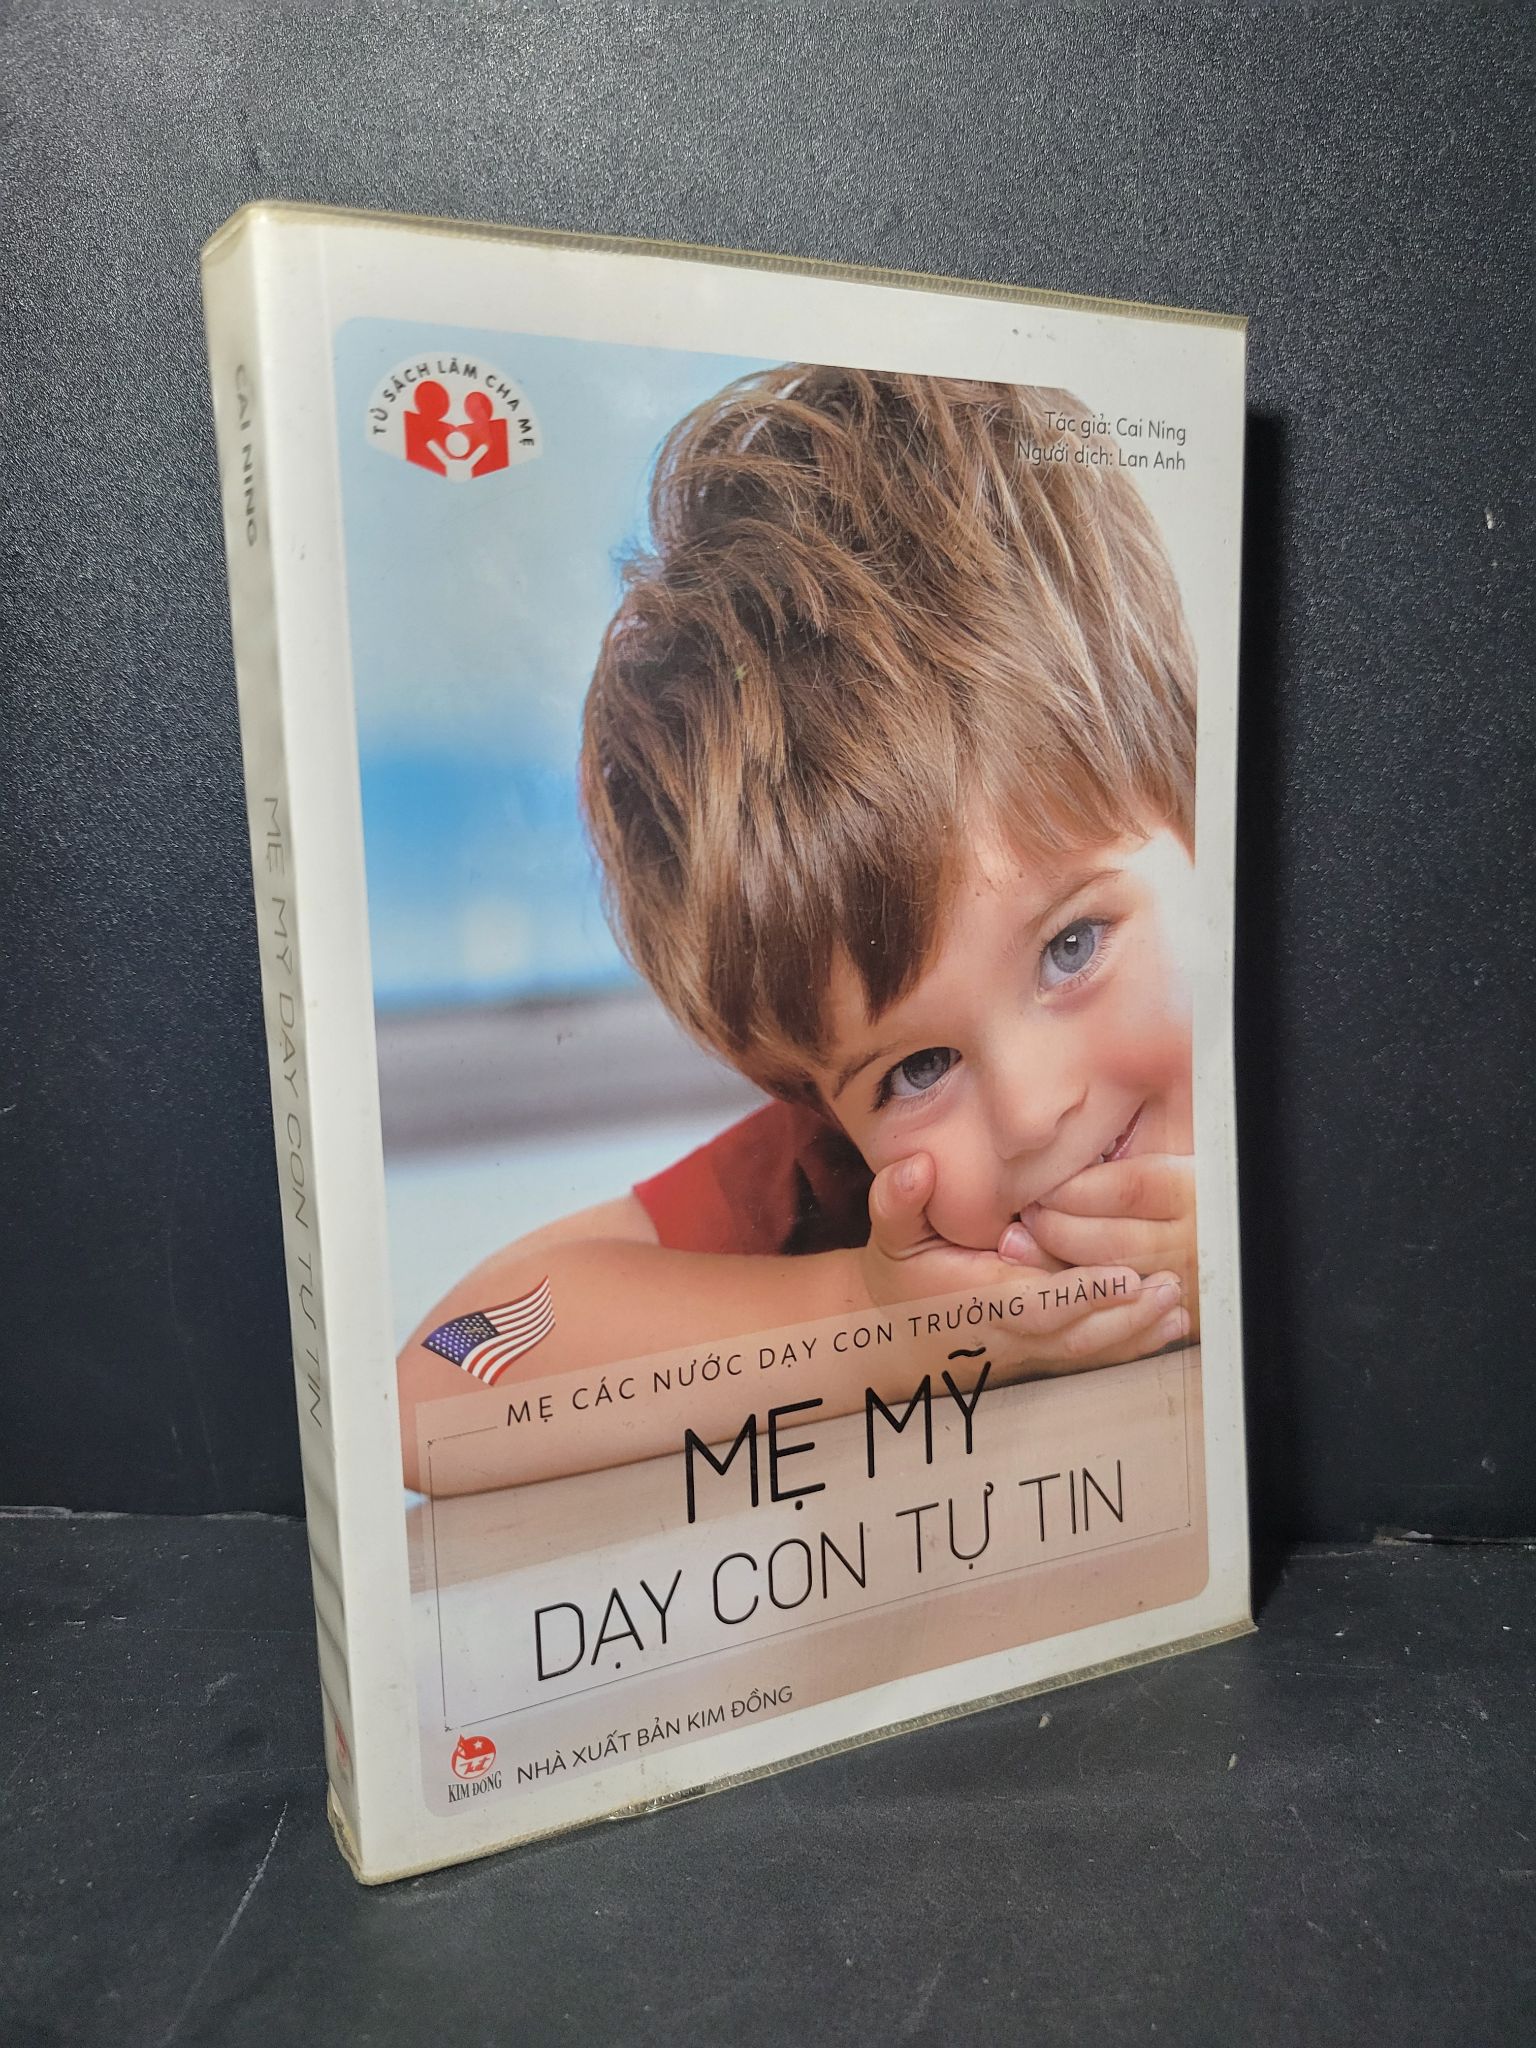 TỦ SÁCH LÀM CHA MẸ
Tác giả: Cai Ning
Người dịch: Lan Anh
CAI NING
MẸ MỸ DẠY CON TỰ TIN
MẸ CÁC NƯỚC DẠY CON TRƯỞNG THÀNH
MẸ MỸ
DẠY CON TỰ TIN
KIM ĐỒNG
NHÀ XUẤT BẢN KIM ĐỒNG